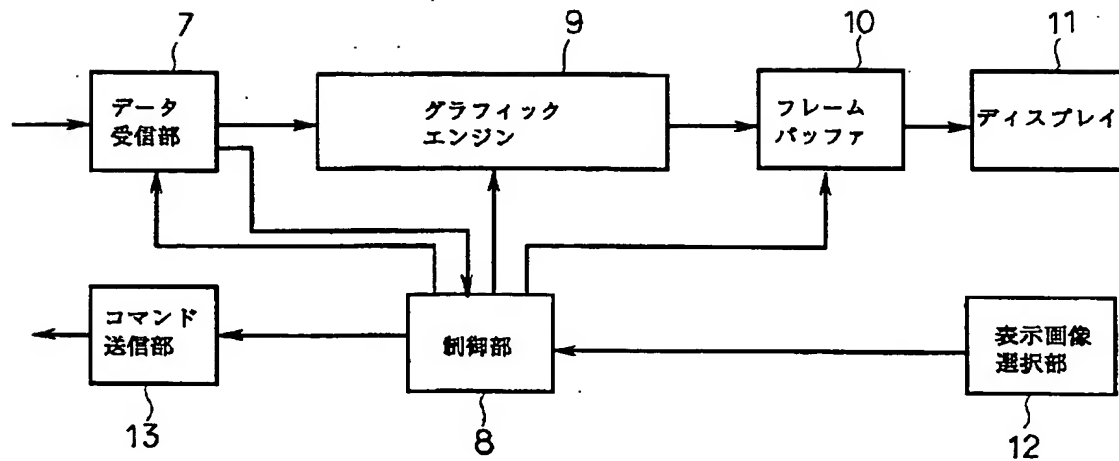 7
9
10
11
データ
受信部
グラフィック
エンジン
フレーム
バッファ
ディスプレイ
コマンド
送信部
制御部
表示画像
選択部
13
8
12